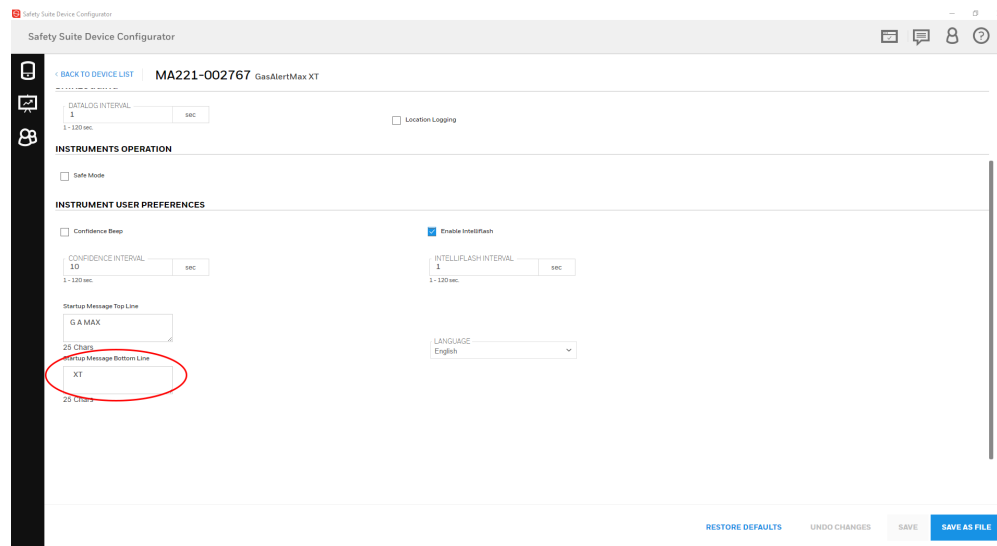 Safety Suite Device Configurator
Safety Suite Device Configurator
< BACK TO DEVICE LIST MA221-002767 GasAlertMax XT
DATALOG INTERVAL
1 sec
1 - 120 sec.
Location Logging
INSTRUMENTS OPERATION
Safe Mode
INSTRUMENT USER PREFERENCES
Confidence Beep
Enable Intelliflash
CONFIDENCE INTERVAL
10 sec
1 - 120 sec.
INTELLIFLASH INTERVAL
1 sec
1 - 120 sec.
Startup Message Top Line
G A MAX
25 Chars
LANGUAGE
English
Startup Message Bottom Line
XT
25 Chars
RESTORE DEFAULTS UNDO CHANGES SAVE SAVE AS FILE